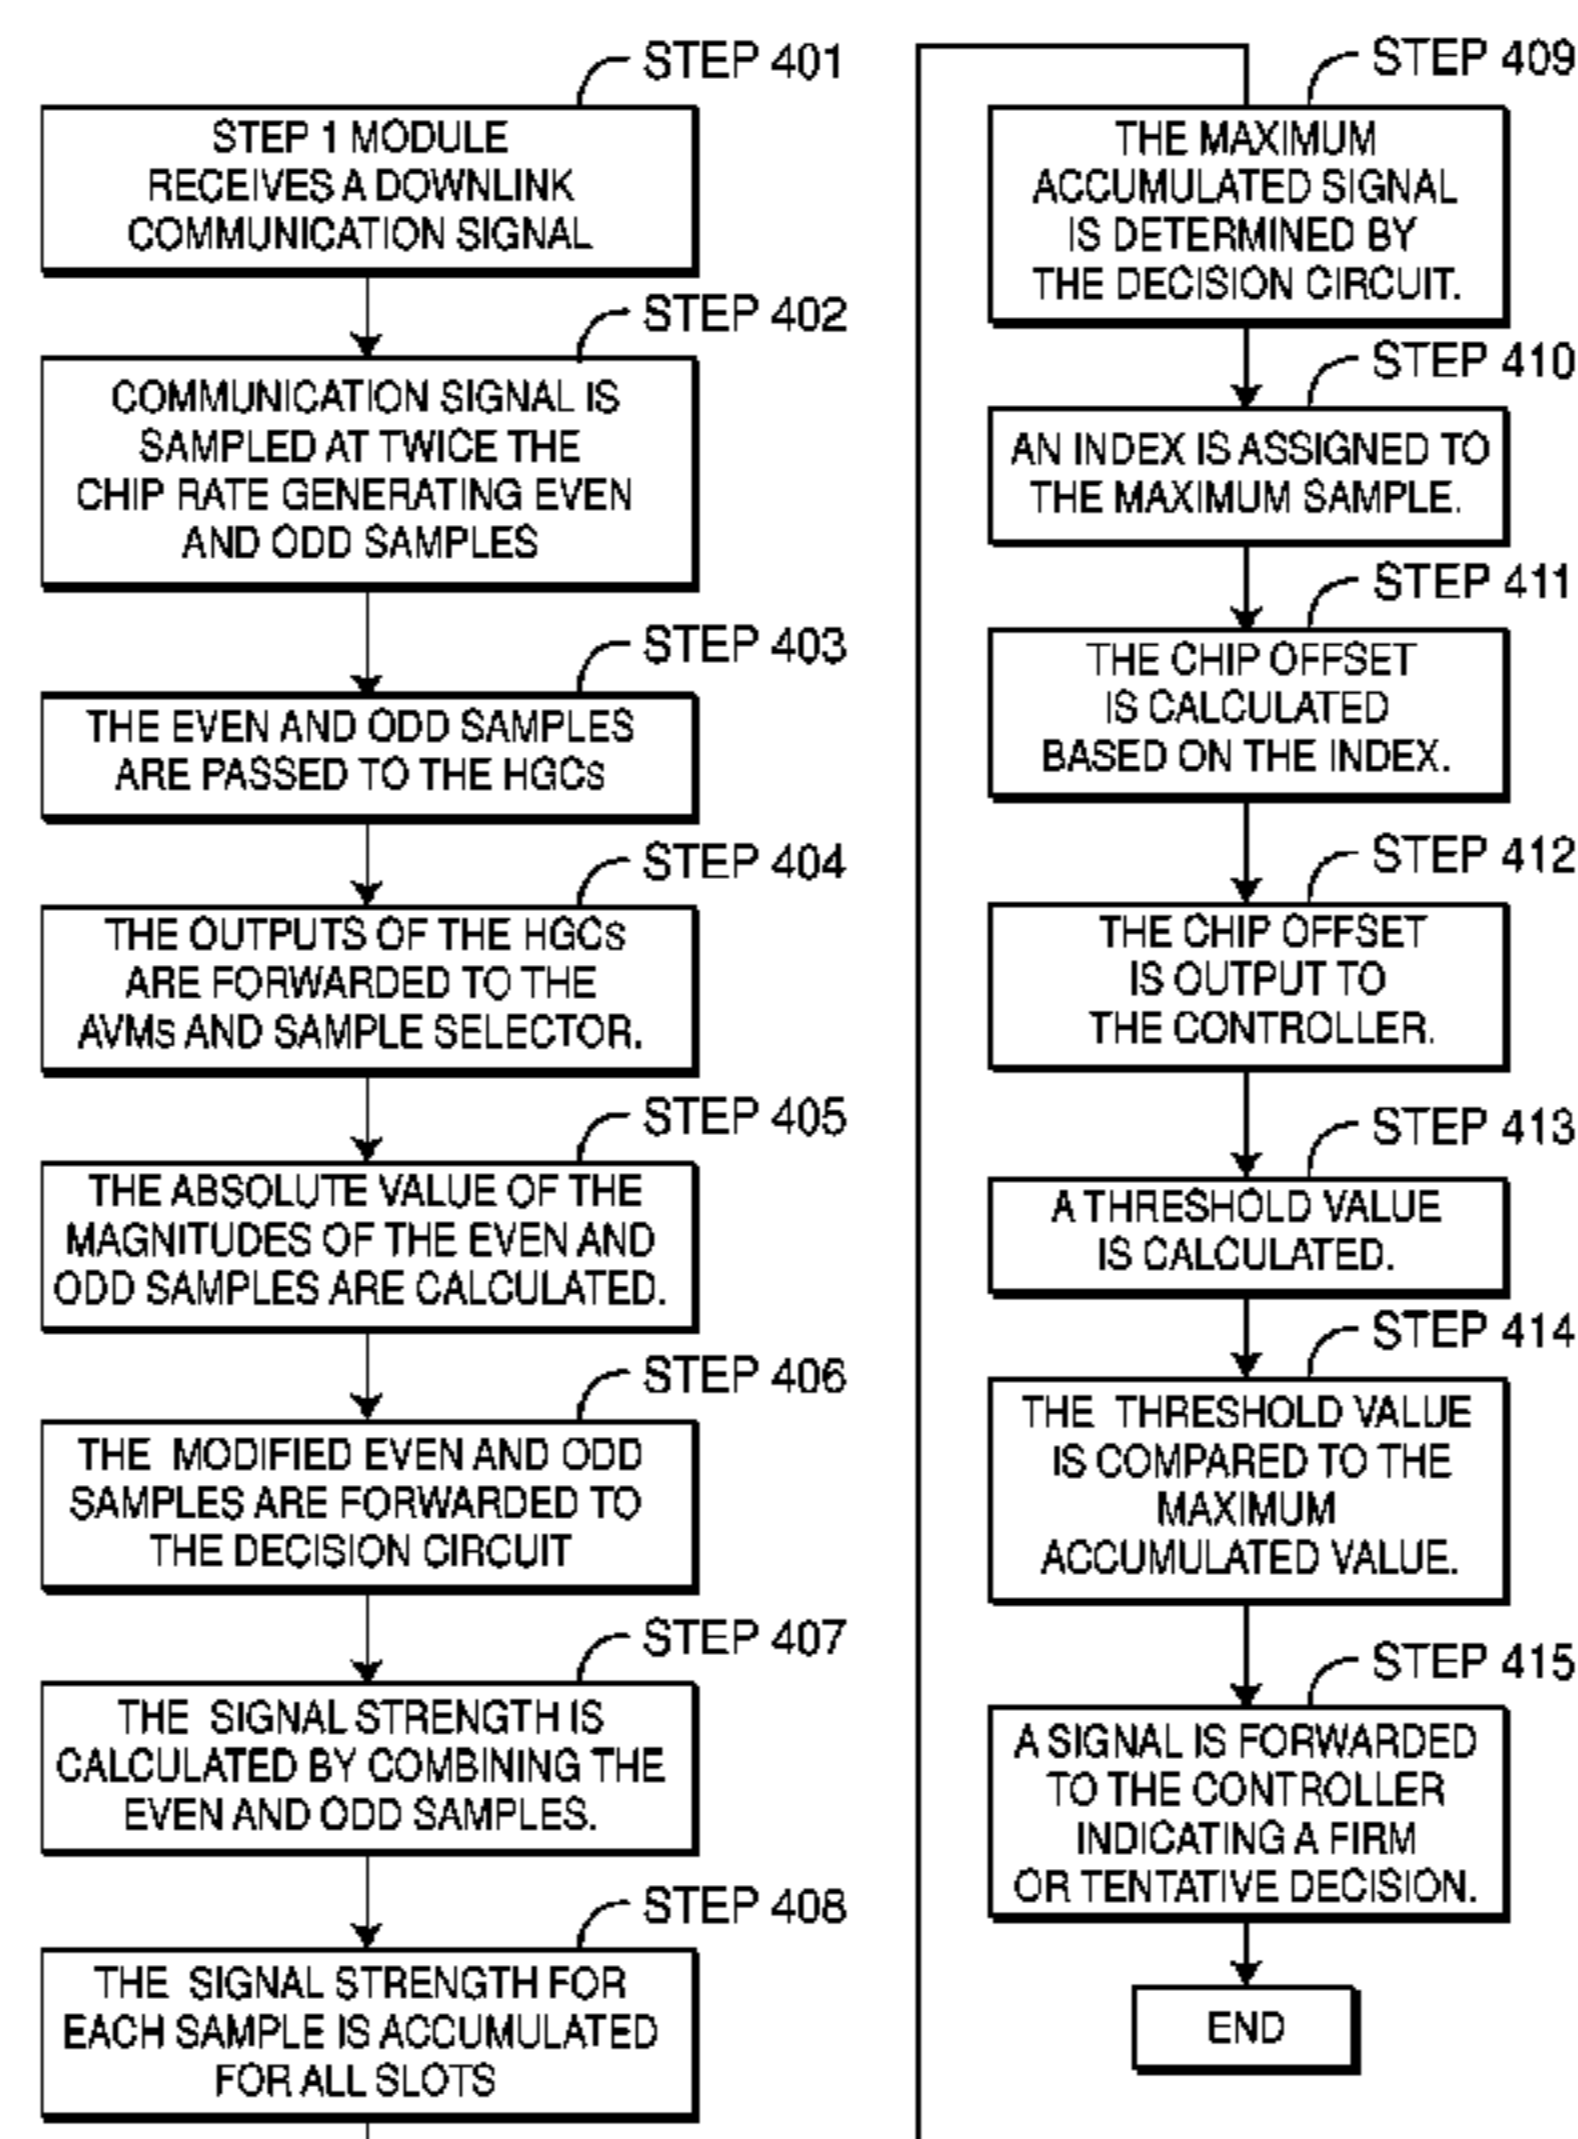 STEP 401
STEP 1 MODULE
RECEIVES A DOWNLINK
COMMUNICATION SIGNAL
STEP 402
COMMUNICATION SIGNAL IS
SAMPLED AT TWICE THE
CHIP RATE GENERATING EVEN
AND ODD SAMPLES
STEP 403
THE EVEN AND ODD SAMPLES
ARE PASSED TO THE HGCs
STEP 404
THE OUTPUTS OF THE HGCs
ARE FORWARDED TO THE
AVMs AND SAMPLE SELECTOR.
STEP 405
THE ABSOLUTE VALUE OF THE
MAGNITUDES OF THE EVEN AND
ODD SAMPLES ARE CALCULATED.
STEP 406
THE MODIFIED EVEN AND ODD
SAMPLES ARE FORWARDED TO
THE DECISION CIRCUIT
STEP 407
THE SIGNAL STRENGTH IS
CALCULATED BY COMBINING THE
EVEN AND ODD SAMPLES.
STEP 408
THE SIGNAL STRENGTH FOR
EACH SAMPLE IS ACCUMULATED
FOR ALL SLOTS
STEP 409
THE MAXIMUM
ACCUMULATED SIGNAL
IS DETERMINED BY
THE DECISION CIRCUIT.
STEP 410
AN INDEX IS ASSIGNED TO
THE MAXIMUM SAMPLE.
STEP 411
THE CHIP OFFSET
IS CALCULATED
BASED ON THE INDEX.
STEP 412
THE CHIP OFFSET
IS OUTPUT TO
THE CONTROLLER.
STEP 413
A THRESHOLD VALUE
IS CALCULATED.
STEP 414
THE THRESHOLD VALUE
IS COMPARED TO THE
MAXIMUM
ACCUMULATED VALUE.
STEP 415
A SIGNAL IS FORWARDED
TO THE CONTROLLER
INDICATING A FIRM
OR TENTATIVE DECISION.
END